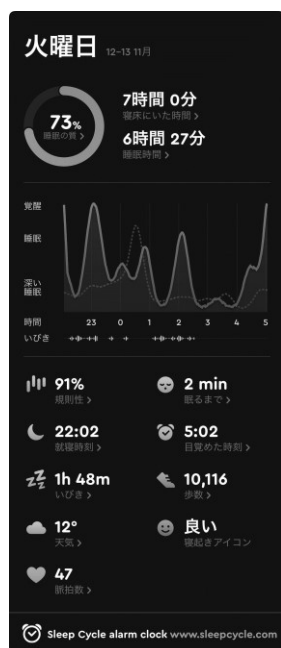 火曜日 12–13 11月
73%
睡眠の質 >
7時間 0分
寝床にいた時間 >
6時間 27分
睡眠時間 >
覚醒
睡眠
深い
睡眠
時間 23 0 1 2 3 4 5
いびき
91%
規則性 >
2 min
眠るまで >
22:02
就寝時刻 >
5:02
目覚めた時刻 >
1h 48m
いびき >
10,116
歩数 >
12°
天気 >
良い
寝起きアイコン
47
脈拍数 >
Sleep Cycle alarm clock www.sleepcycle.com